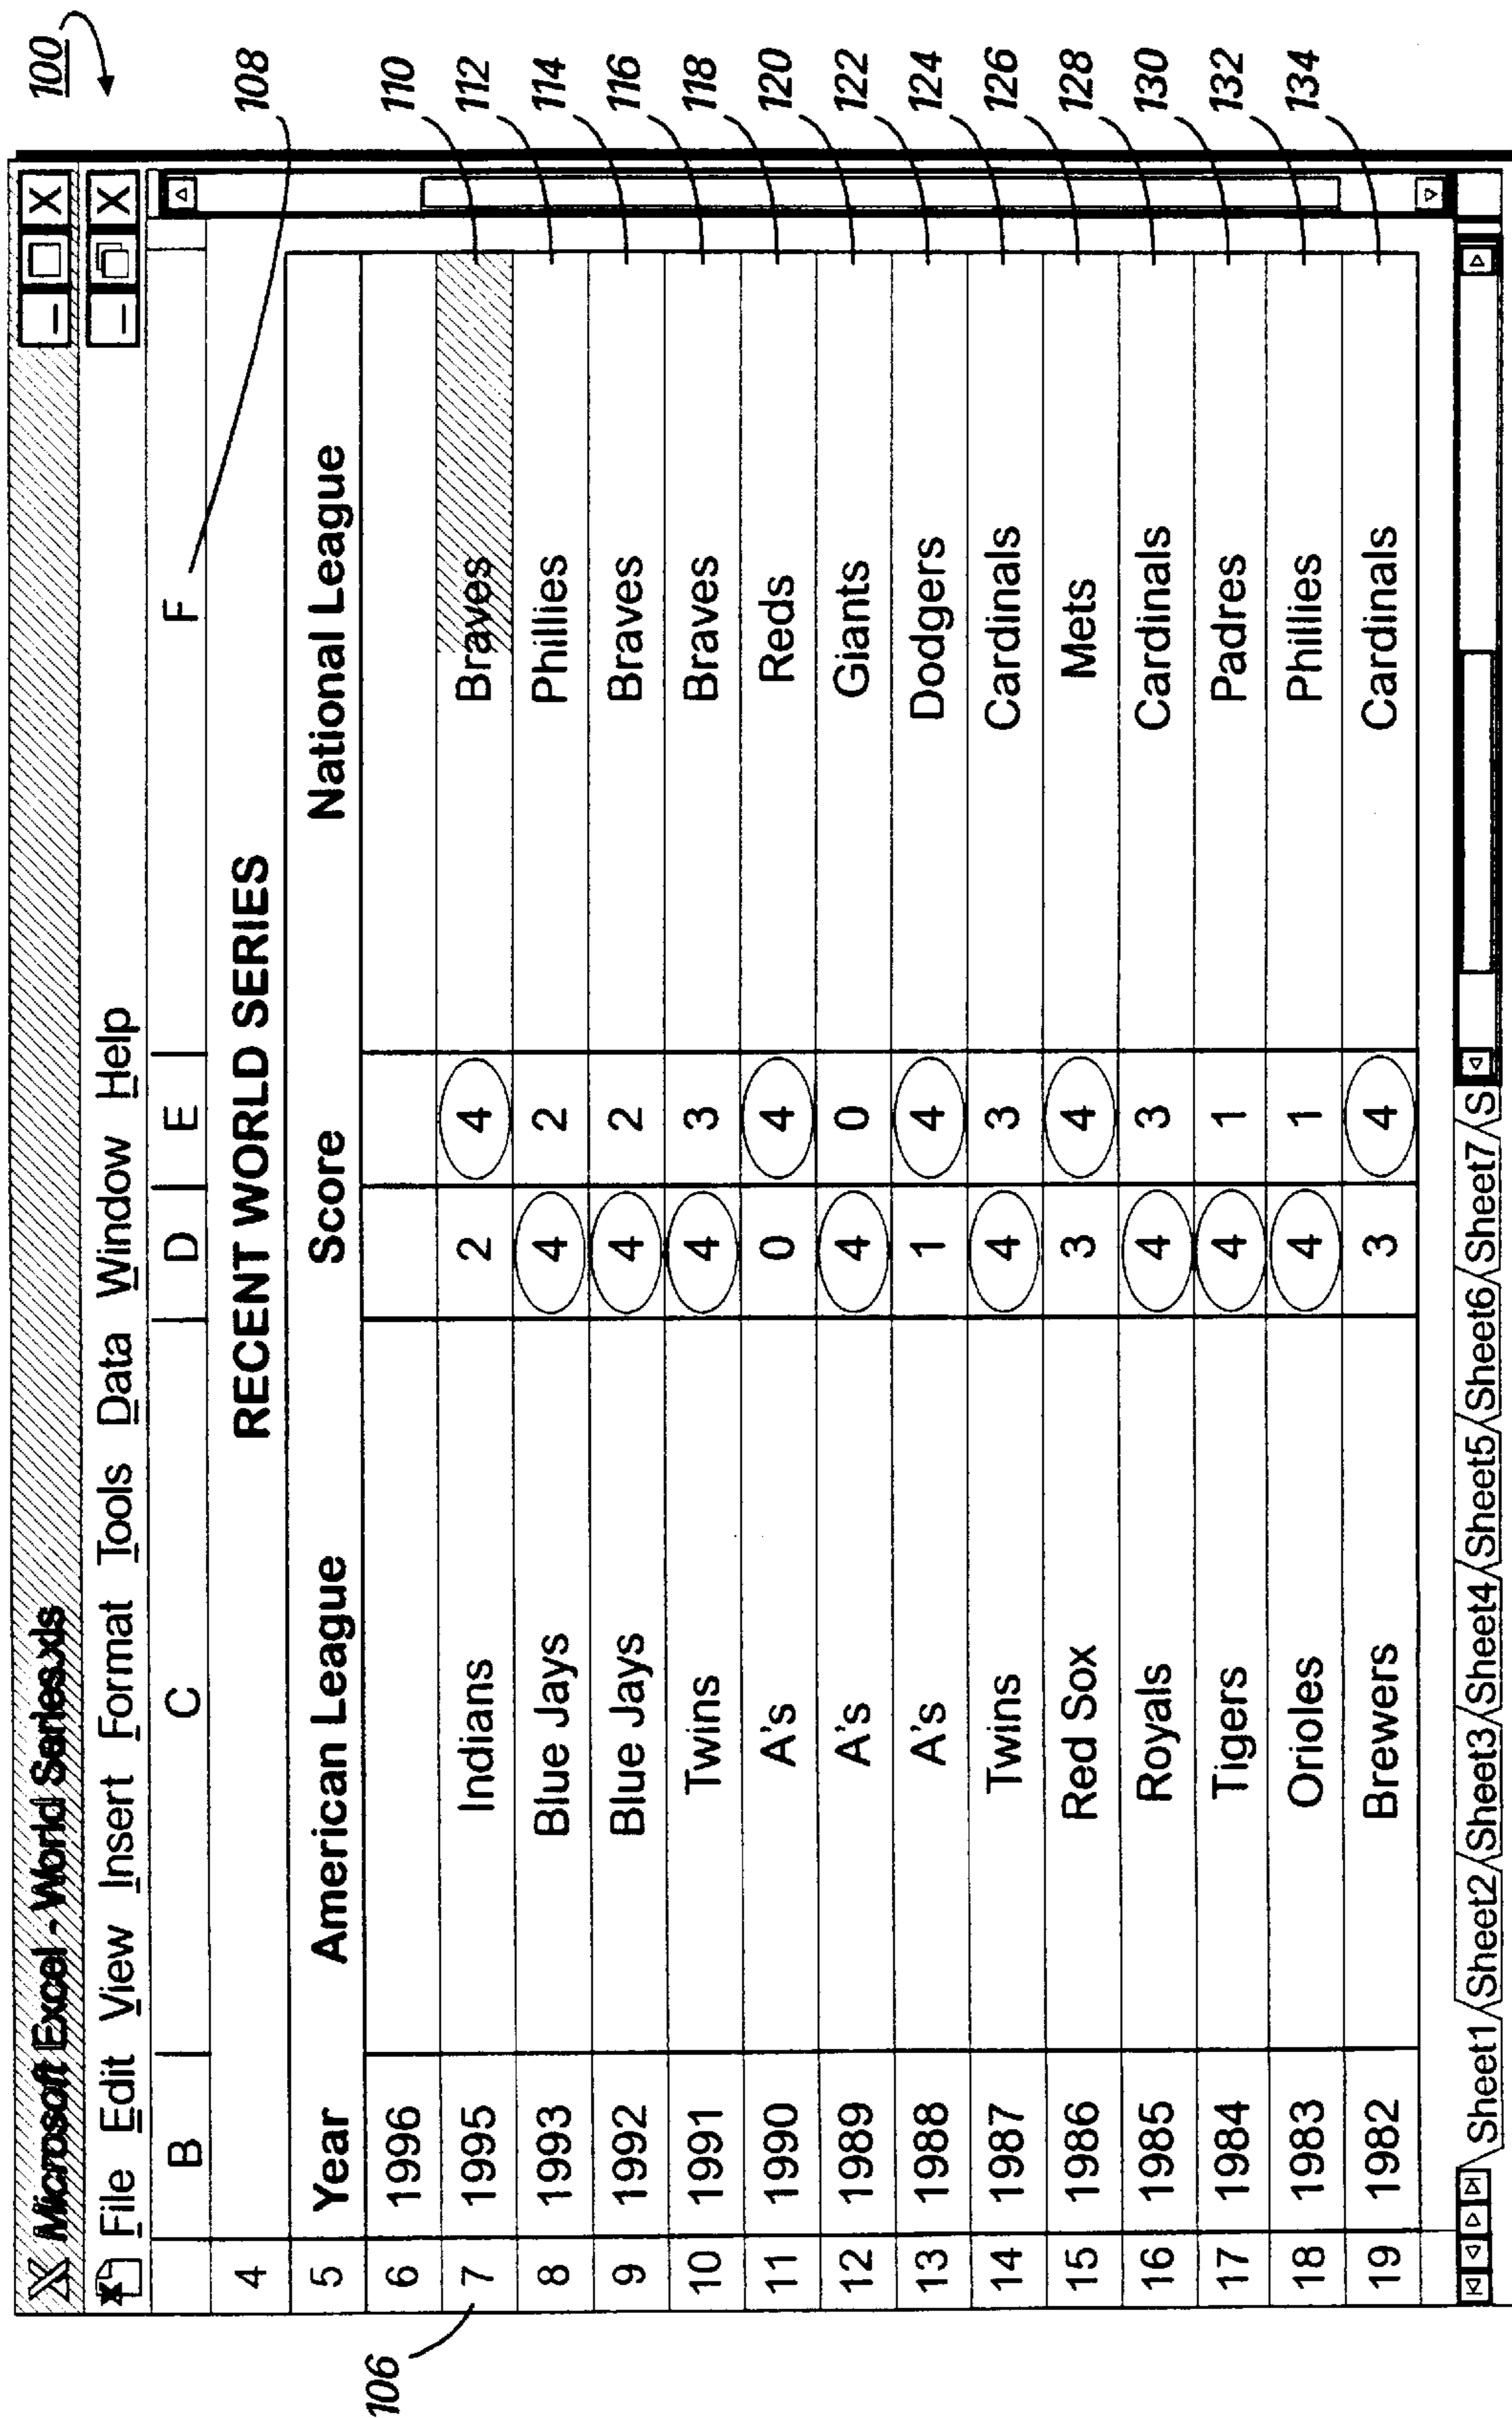 100
Microsoft Excel - World Series.xls
File Edit View Insert Format Tools Data Window Help
B C D E F
108
4 RECENT WORLD SERIES
5 Year American League Score National League
6 1996
106
7 1995 Indians 2 4 Braves 110
8 1993 Blue Jays 4 2 Phillies 112
9 1992 Blue Jays 4 2 Braves 114
10 1991 Twins 4 3 Braves 116
11 1990 A's 0 4 Reds 118
12 1989 A's 4 0 Giants 120
13 1988 A's 1 4 Dodgers 122
14 1987 Twins 4 3 Cardinals 124
15 1986 Red Sox 3 4 Mets 126
16 1985 Royals 4 3 Cardinals 128
17 1984 Tigers 4 1 Padres 130
18 1983 Orioles 4 1 Phillies 132
19 1982 Brewers 3 4 Cardinals 134
Sheet1 Sheet2 Sheet3 Sheet4 Sheet5 Sheet6 Sheet7 S